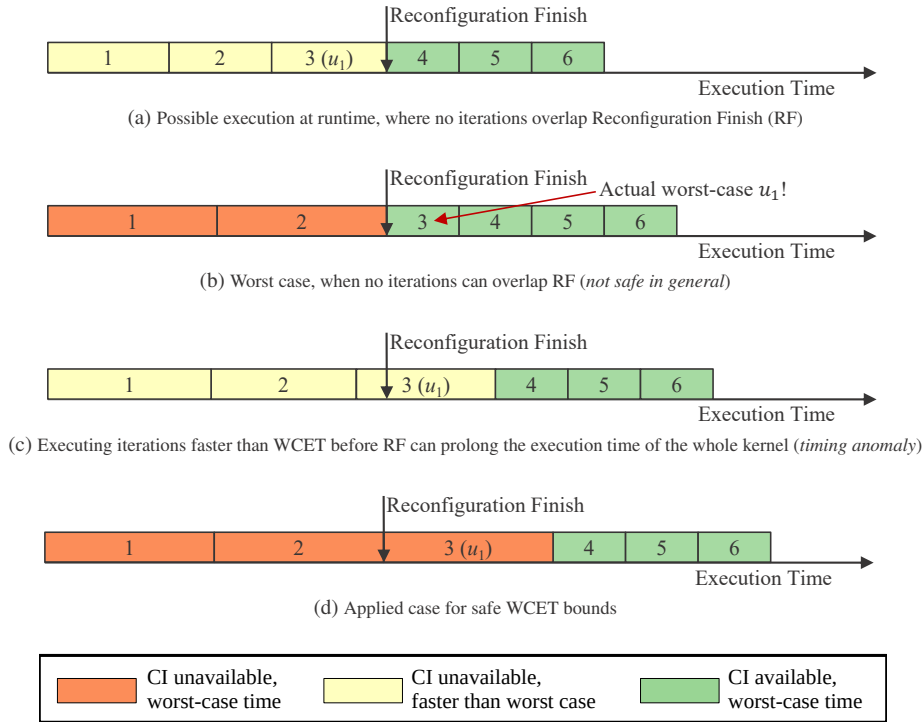 Reconfiguration Finish
1 2 3 (u₁) 4 5 6
Execution Time
(a) Possible execution at runtime, where no iterations overlap Reconfiguration Finish (RF)
Reconfiguration Finish
Actual worst-case u₁!
1 2 3 4 5 6
Execution Time
(b) Worst case, when no iterations can overlap RF (not safe in general)
Reconfiguration Finish
1 2 3 (u₁) 4 5 6
Execution Time
(c) Executing iterations faster than WCET before RF can prolong the execution time of the whole kernel (timing anomaly)
Reconfiguration Finish
1 2 3 (u₁) 4 5 6
Execution Time
(d) Applied case for safe WCET bounds
CI unavailable,
worst-case time
CI unavailable,
faster than worst case
CI available,
worst-case time